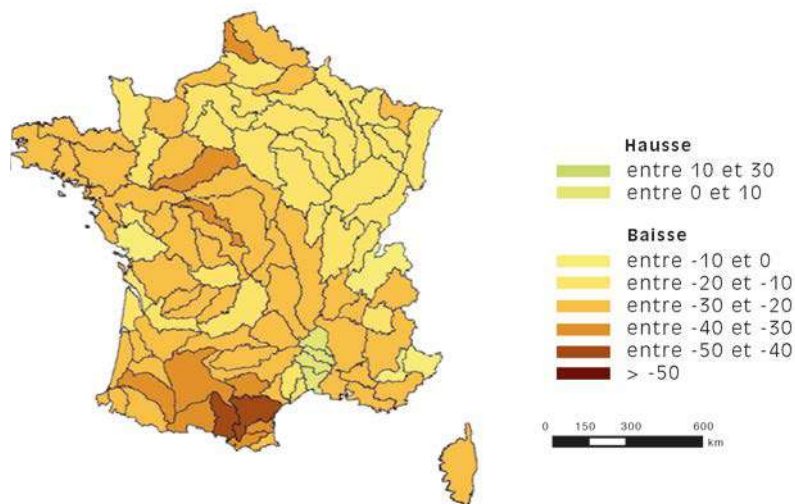 Hausse
entre 10 et 30
entre 0 et 10
Baisse
entre -10 et 0
entre -20 et -10
entre -30 et -20
entre -40 et -30
entre -50 et -40
> -50
0 150 300 600
km